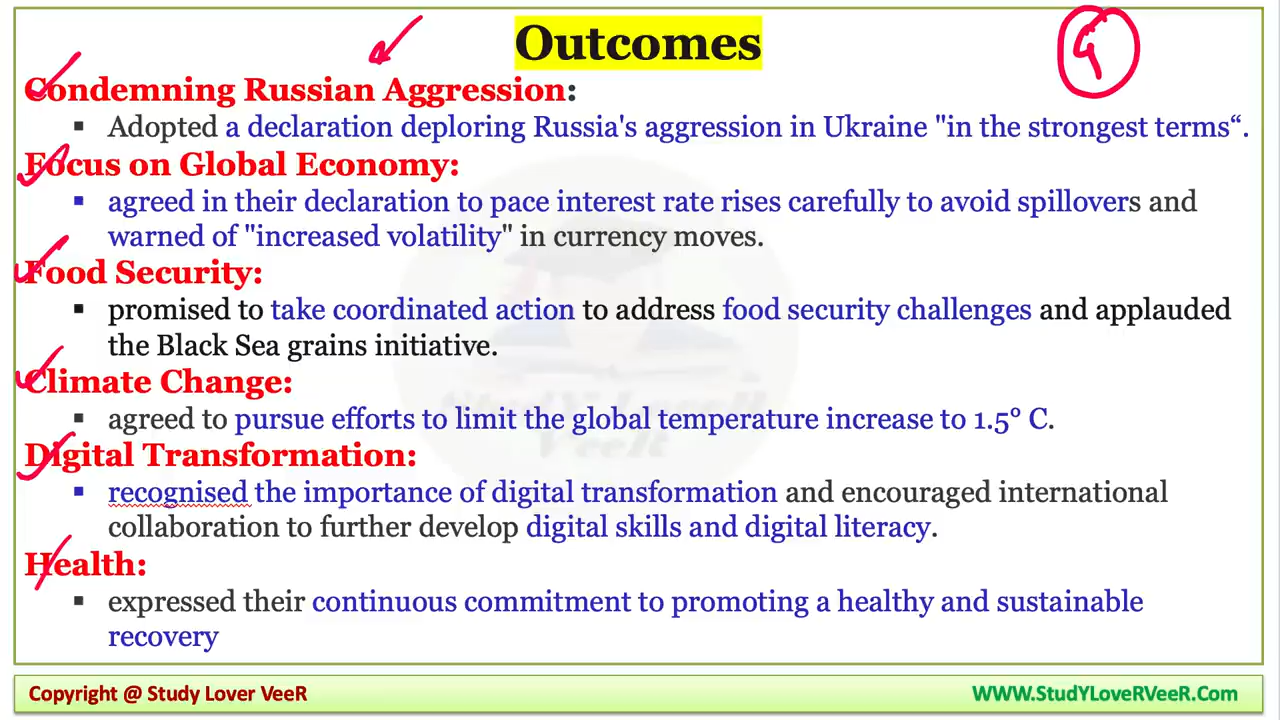 Outcomes
Condemning Russian Aggression:
▪ Adopted a declaration deploring Russia's aggression in Ukraine "in the strongest terms“.
Focus on Global Economy:
▪ agreed in their declaration to pace interest rate rises carefully to avoid spillovers and
warned of "increased volatility" in currency moves.
Food Security:
▪ promised to take coordinated action to address food security challenges and applauded
the Black Sea grains initiative.
Climate Change:
▪ agreed to pursue efforts to limit the global temperature increase to 1.5° C.
Digital Transformation:
▪ recognised the importance of digital transformation and encouraged international
collaboration to further develop digital skills and digital literacy.
Health:
▪ expressed their continuous commitment to promoting a healthy and sustainable
recovery
StudY LoveR
VeeR
Copyright @ Study Lover VeeR
WWW.StudYLoveRVeeR.Com